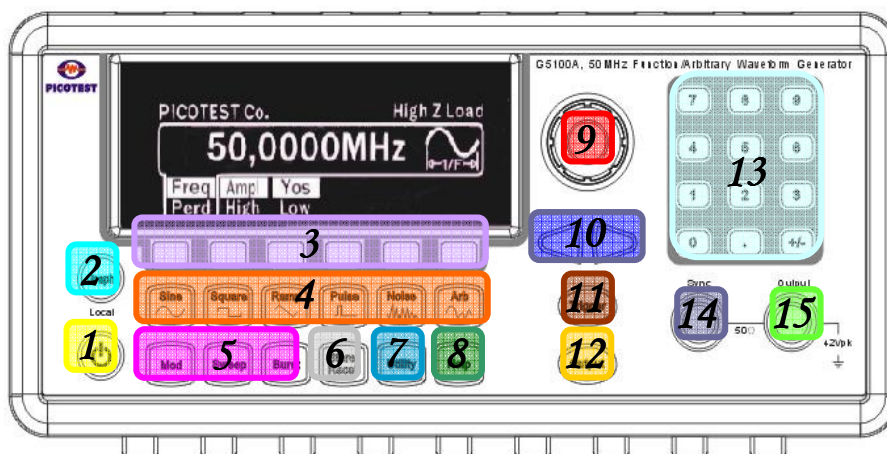 G5100A, 50MHz Function/Arbitrary Waveform Generator
PICOTEST
PICOTEST Co. High Z Load
50,0000MHz
1/F
Freq Ampl Yos
Perd High Low
9
7 8 9
4 5 6
13
1 2 3
0 . +/-
3
10
2
Local
Sine Square 4 Pulse Noise Arb
11
Sync Output
14 50Ω 15
±42Vpk
1
5 6 7 8
Mod
12